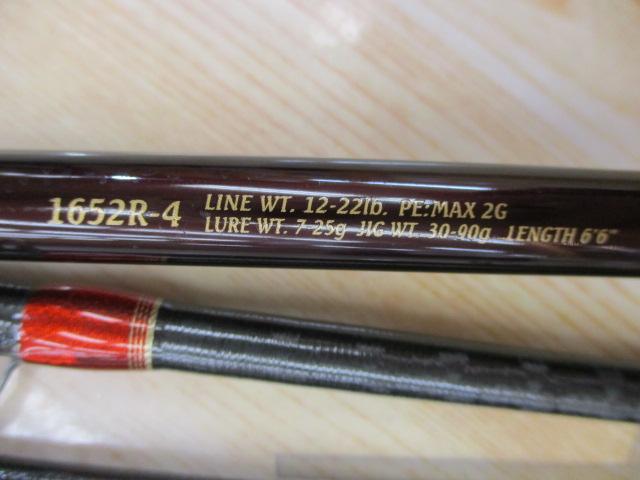 1652R-4
LINE WT. 12-22lb. PE:MAX 2G
LURE WT. 7-25g JIG WT. 30-90g LENGTH 6'6"